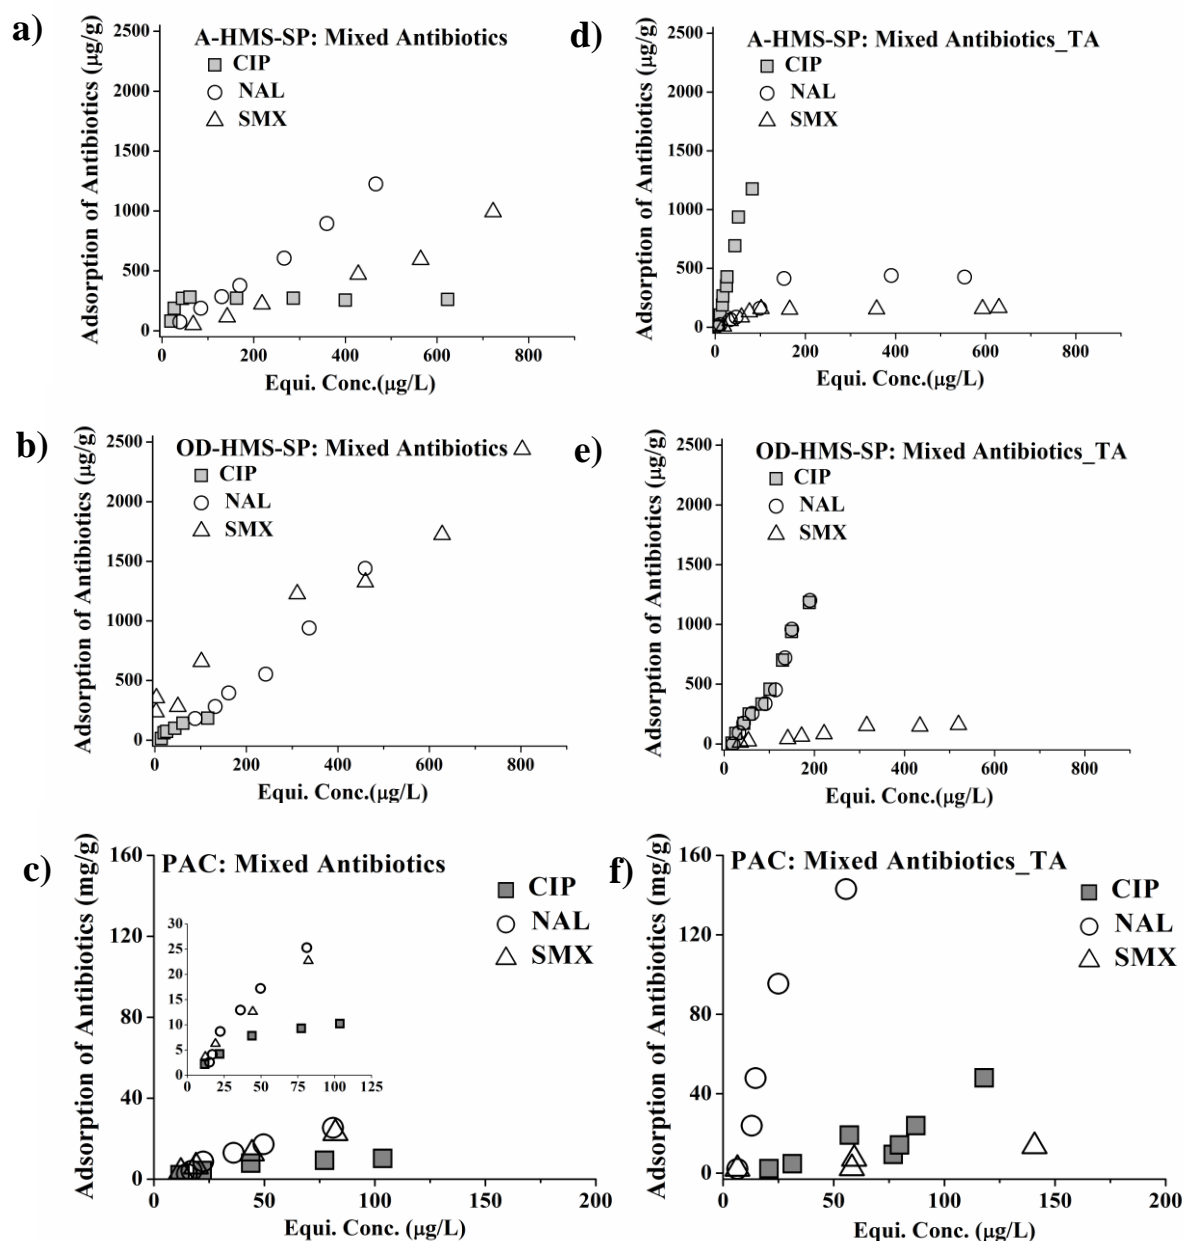 a)
A-HMS-SP: Mixed Antibiotics
CIP
NAL
SMX
Adsorption of Antibiotics (µg/g)
2500
2000
1500
1000
500
0
0 200 400 600 800
Equi. Conc.(µg/L)
d)
A-HMS-SP: Mixed Antibiotics_TA
CIP
NAL
SMX
Adsorption of Antibiotics (µg/g)
2500
2000
1500
1000
500
0
0 200 400 600 800
Equi. Conc.(µg/L)
b)
OD-HMS-SP: Mixed Antibiotics
CIP
NAL
SMX
Adsorption of Antibiotics (µg/g)
2500
2000
1500
1000
500
0
0 200 400 600 800
Equi. Conc.(µg/L)
e)
OD-HMS-SP: Mixed Antibiotics_TA
CIP
NAL
SMX
Adsorption of Antibiotics (µg/g)
2500
2000
1500
1000
500
0
0 200 400 600 800
Equi. Conc.(µg/L)
c)
PAC: Mixed Antibiotics
CIP
NAL
SMX
Adsorption of Antibiotics (mg/g)
160
120
80
40
0
30
25
20
15
10
5
0
0 25 50 75 100 125
0 50 100 150 200
Equi. Conc. (µg/L)
f)
PAC: Mixed Antibiotics_TA
CIP
NAL
SMX
Adsorption of Antibiotics (mg/g)
160
120
80
40
0
0 50 100 150 200
Equi. Conc. (µg/L)